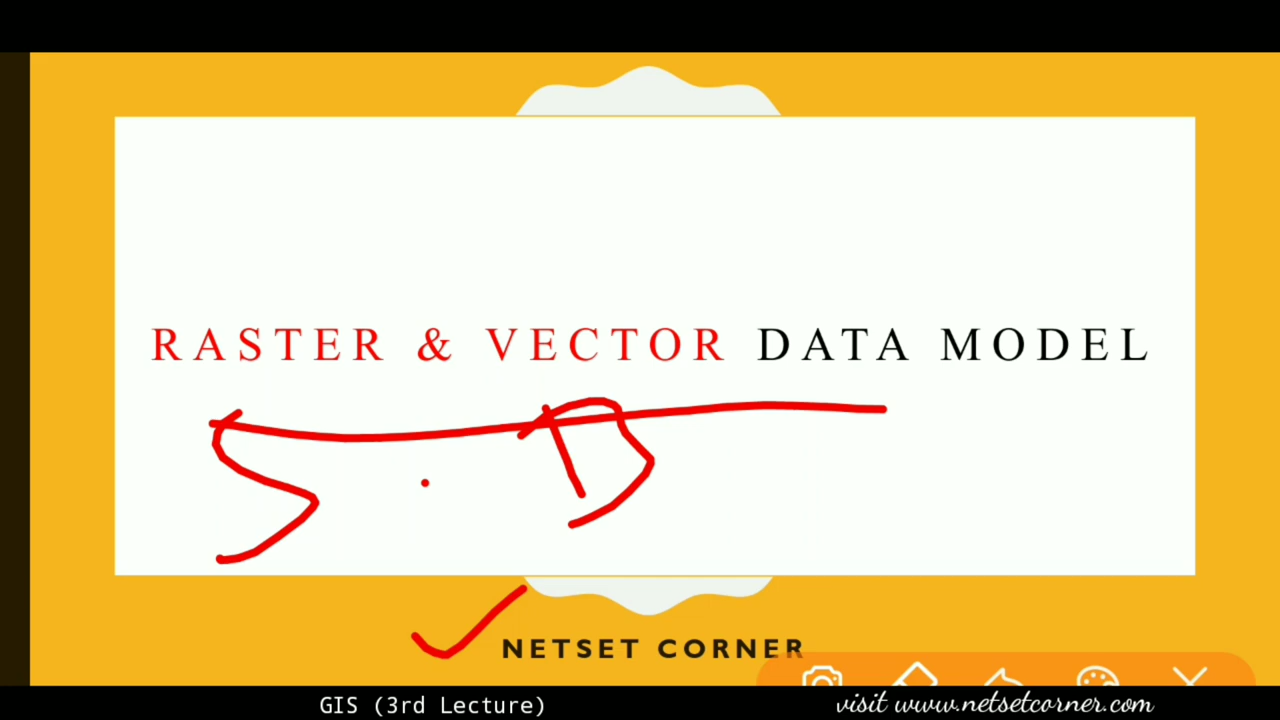 RASTER & VECTOR DATA MODEL
S . D
NETSET CORNER
GIS (3rd Lecture)
visit www.netsetcorner.com